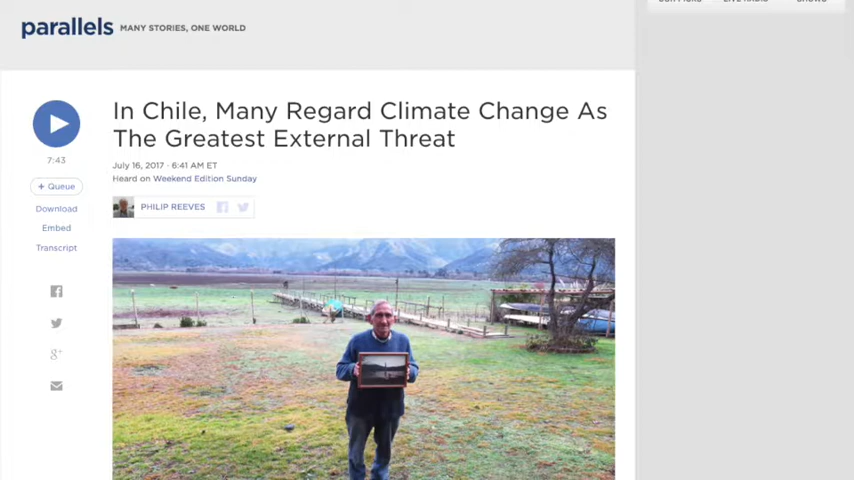 parallels MANY STORIES, ONE WORLD
In Chile, Many Regard Climate Change As
The Greatest External Threat
7:43
July 16, 2017 · 6:41 AM ET
Heard on Weekend Edition Sunday
+ Queue
PHILIP REEVES
Download
Embed
Transcript
g+